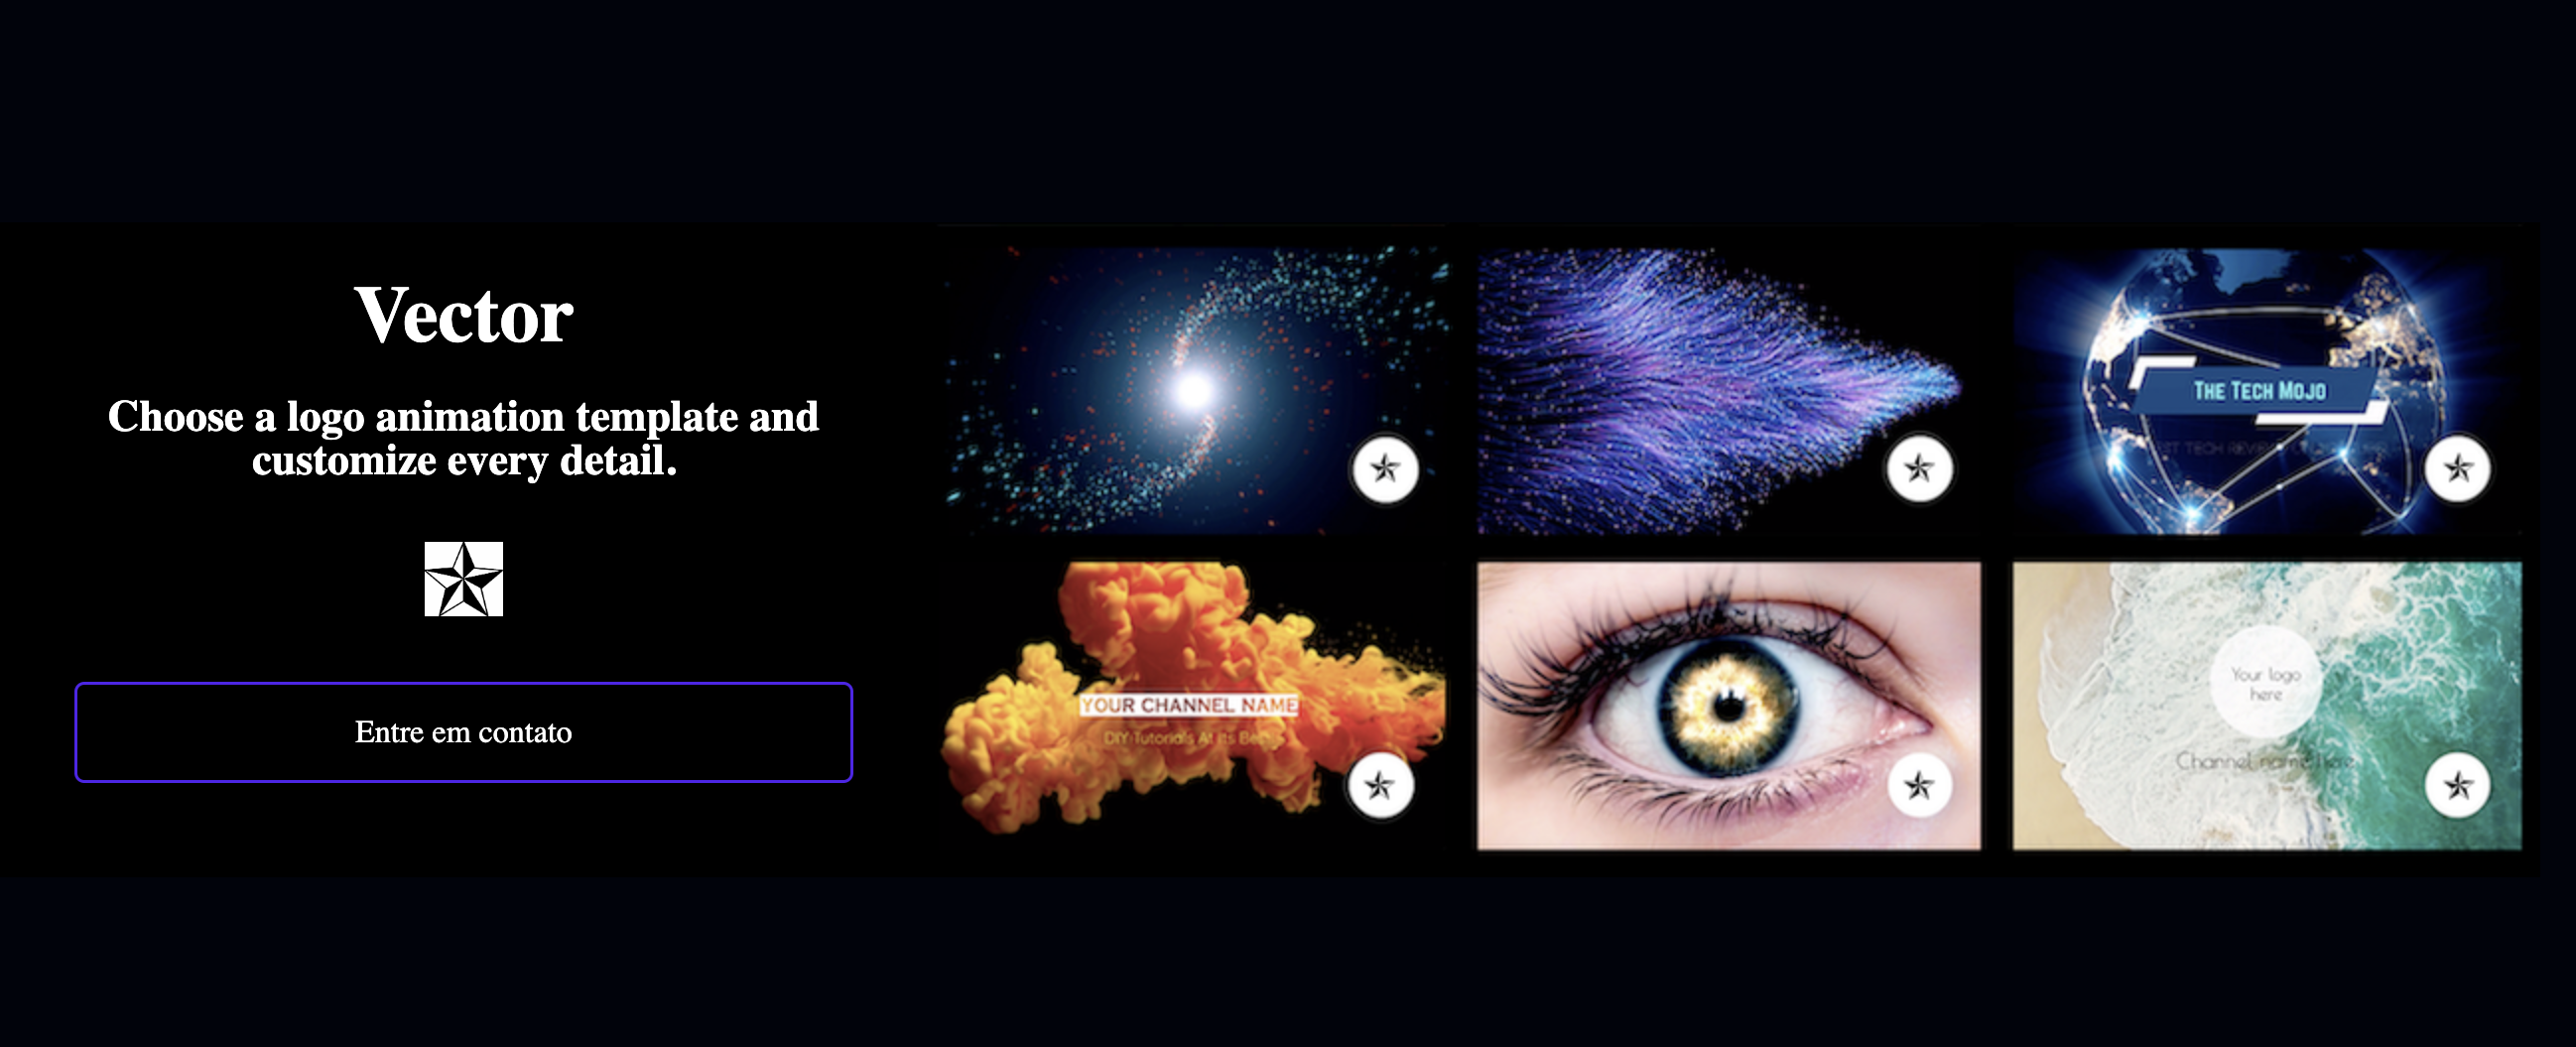 Vector
Choose a logo animation template and
customize every detail.
Entre em contato
THE TECH MOJO
YOUR CHANNEL NAME
DIY Tutorials At Its Best
Your logo
here
Channel name here